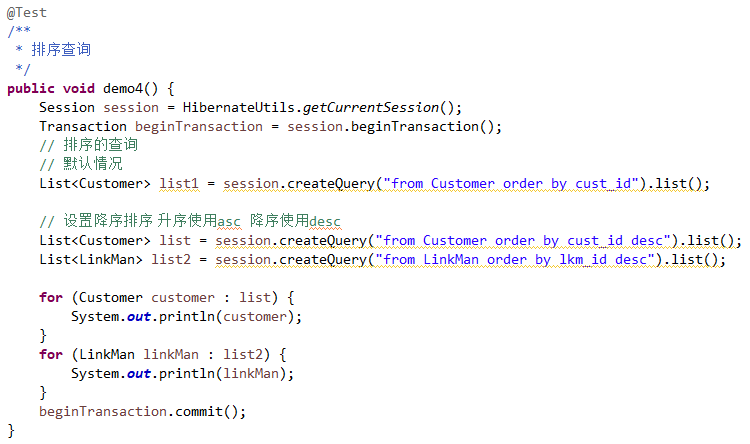 @Test
/**
 * 排序查询
 */
public void demo4() {
    Session session = HibernateUtils.getCurrentSession();
    Transaction beginTransaction = session.beginTransaction();
    // 排序的查询
    // 默认情况
    List<Customer> list1 = session.createQuery("from Customer order by cust_id").list();

    // 设置降序排序 升序使用asc 降序使用desc
    List<Customer> list = session.createQuery("from Customer order by cust_id desc").list();
    List<LinkMan> list2 = session.createQuery("from LinkMan order by lkm_id desc").list();

    for (Customer customer : list) {
        System.out.println(customer);
    }
    for (LinkMan linkMan : list2) {
        System.out.println(linkMan);
    }
    beginTransaction.commit();
}